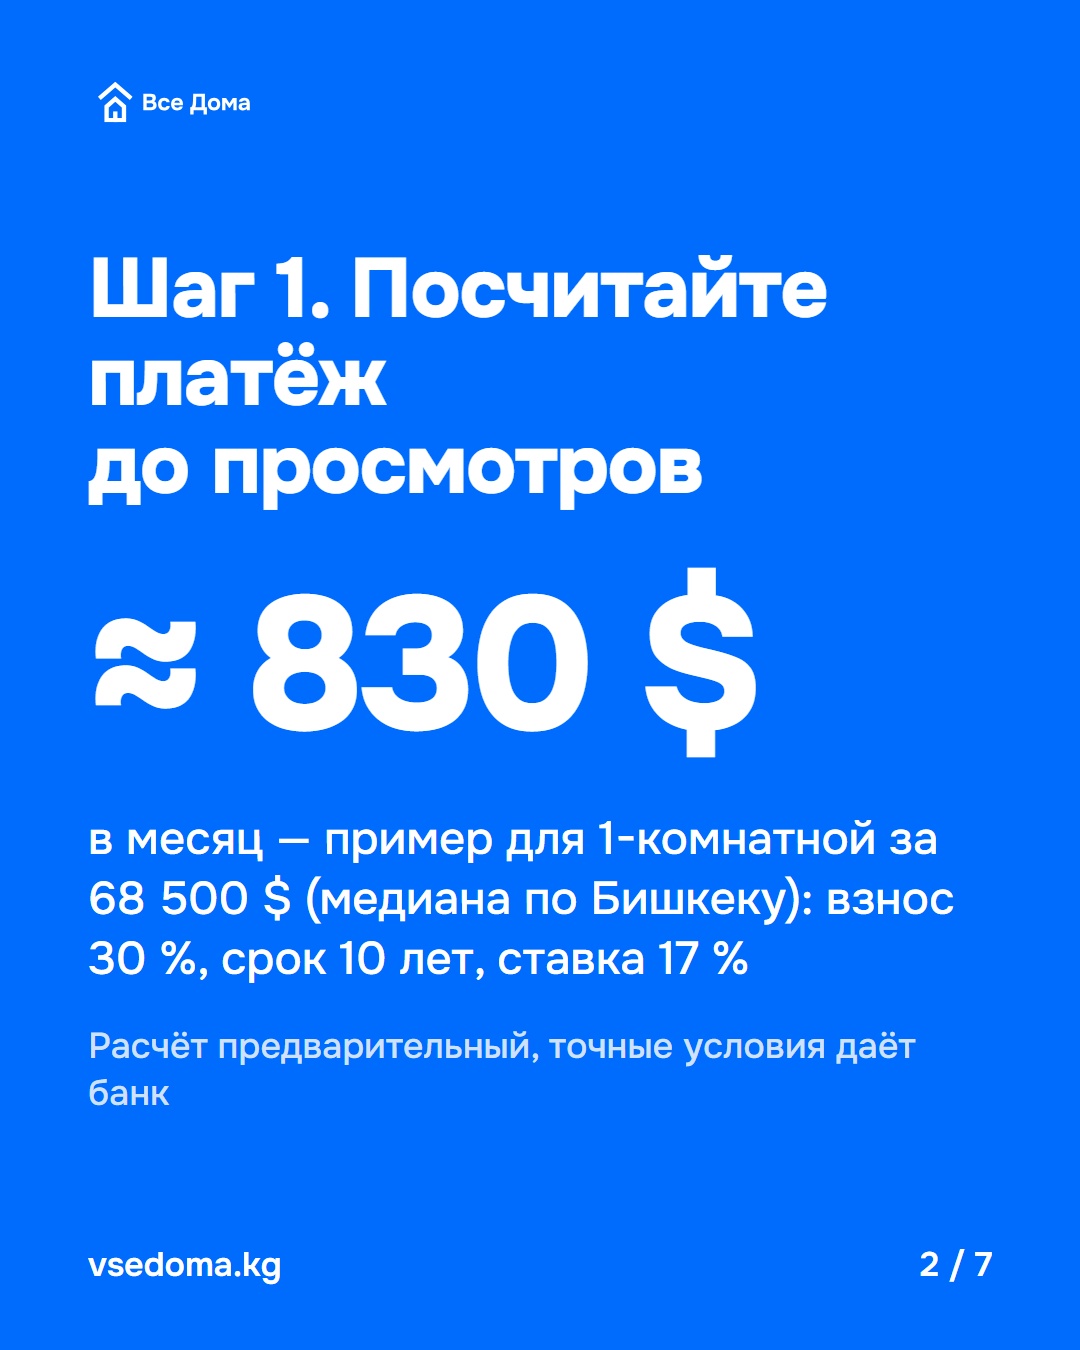 Все Дома
Шаг 1. Посчитайте
платёж
до просмотров
≈ 830 $
в месяц — пример для 1-комнатной за
68 500 $ (медиана по Бишкеку): взнос
30 %, срок 10 лет, ставка 17 %
Расчёт предварительный, точные условия даёт
банк
vsedoma.kg
2 / 7